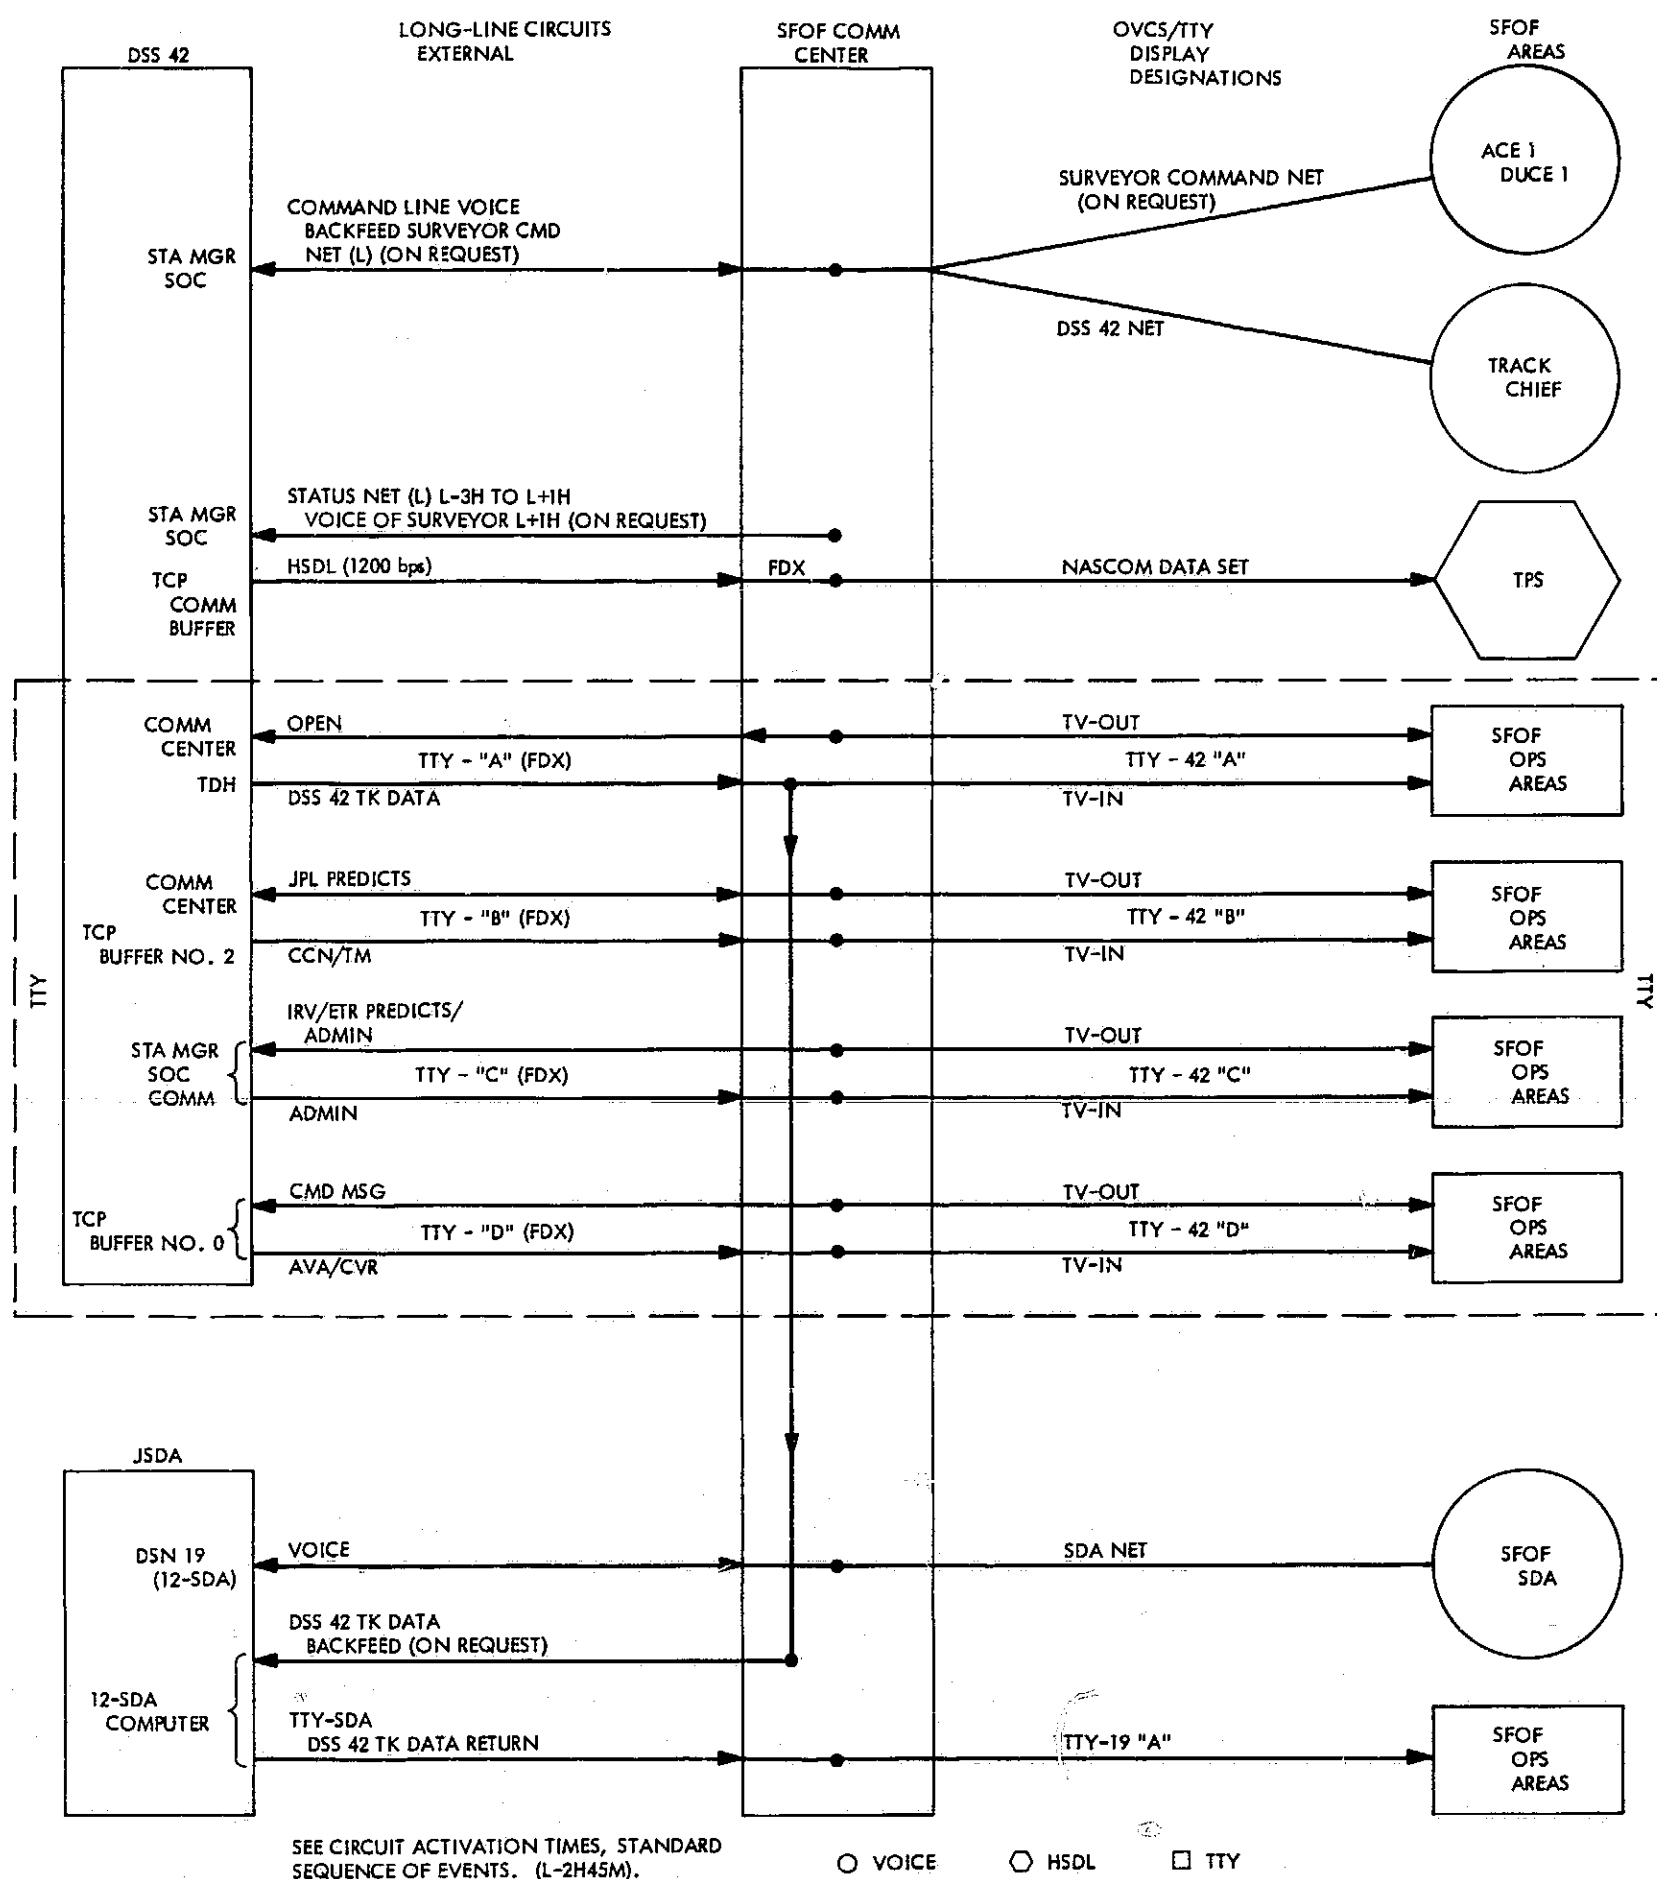 LONG-LINE CIRCUITS
EXTERNAL
SFOF COMM
CENTER
OVCS/TTY
DISPLAY
DESIGNATIONS
SFOF
AREAS
DSS 42
ACE 1
DUCE 1
SURVEYOR COMMAND NET
(ON REQUEST)
COMMAND LINE VOICE
BACKFEED SURVEYOR CMD
NET (L) (ON REQUEST)
STA MGR
SOC
DSS 42 NET
TRACK
CHIEF
STATUS NET (L) L-3H TO L+1H
VOICE OF SURVEYOR L+1H (ON REQUEST)
STA MGR
SOC
HSDL (1200 bps)
FDX
NASCOM DATA SET
TPS
TCP
COMM
BUFFER
COMM
CENTER
OPEN
TV-OUT
SFOF
OPS
AREAS
TTY - "A" (FDX)
TTY - 42 "A"
TDH
DSS 42 TK DATA
TV-IN
COMM
CENTER
JPL PREDICTS
TV-OUT
SFOF
OPS
AREAS
TTY - "B" (FDX)
TTY - 42 "B"
TCP
BUFFER NO. 2
CCN/TM
TV-IN
TTY
TTY
IRV/ETR PREDICTS/
ADMIN
TV-OUT
STA MGR
SOC
COMM
TTY - "C" (FDX)
TTY - 42 "C"
SFOF
OPS
AREAS
ADMIN
TV-IN
CMD MSG
TV-OUT
TCP
BUFFER NO. 0
TTY - "D" (FDX)
TTY - 42 "D"
SFOF
OPS
AREAS
AVA/CVR
TV-IN
JSDA
DSN 19
(12-SDA)
VOICE
SDA NET
SFOF
SDA
DSS 42 TK DATA
BACKFEED (ON REQUEST)
12-SDA
COMPUTER
TTY-SDA
DSS 42 TK DATA RETURN
TTY-19 "A"
SFOF
OPS
AREAS
SEE CIRCUIT ACTIVATION TIMES, STANDARD
SEQUENCE OF EVENTS. (L-2H45M).
VOICE
HSDL
TTY